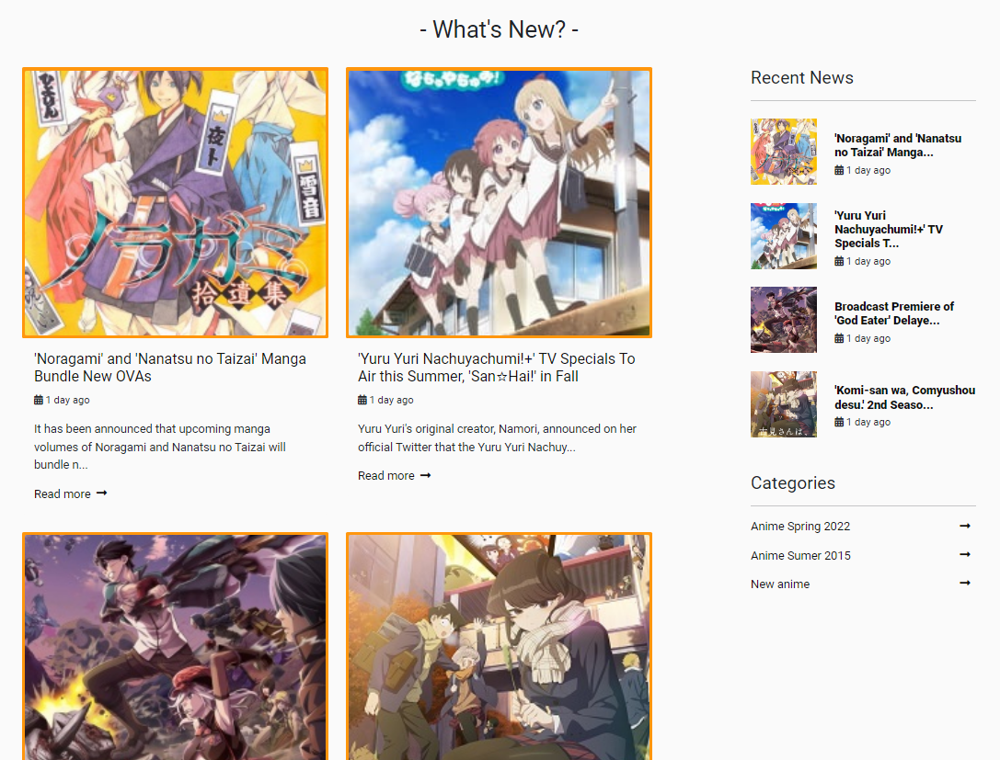 - What's New? -
ひよりん
夜ト
雪音
ノラガミ
拾遺集
なちゅやちゅみ!
'Noragami' and 'Nanatsu no Taizai' Manga
Bundle New OVAs
1 day ago
It has been announced that upcoming manga
volumes of Noragami and Nanatsu no Taizai will
bundle n...
Read more
'Yuru Yuri Nachuyachumi!+' TV Specials To
Air this Summer, 'San☆Hai!' in Fall
1 day ago
Yuru Yuri's original creator, Namori, announced on her
official Twitter that the Yuru Yuri Nachuy...
Read more
Recent News
'Noragami' and 'Nanatsu
no Taizai' Manga...
1 day ago
'Yuru Yuri
Nachuyachumi!+' TV
Specials T...
1 day ago
Broadcast Premiere of
'God Eater' Delaye...
1 day ago
古見さんは、
'Komi-san wa, Comyushou
desu.' 2nd Seaso...
1 day ago
Categories
Anime Spring 2022
Anime Sumer 2015
New anime